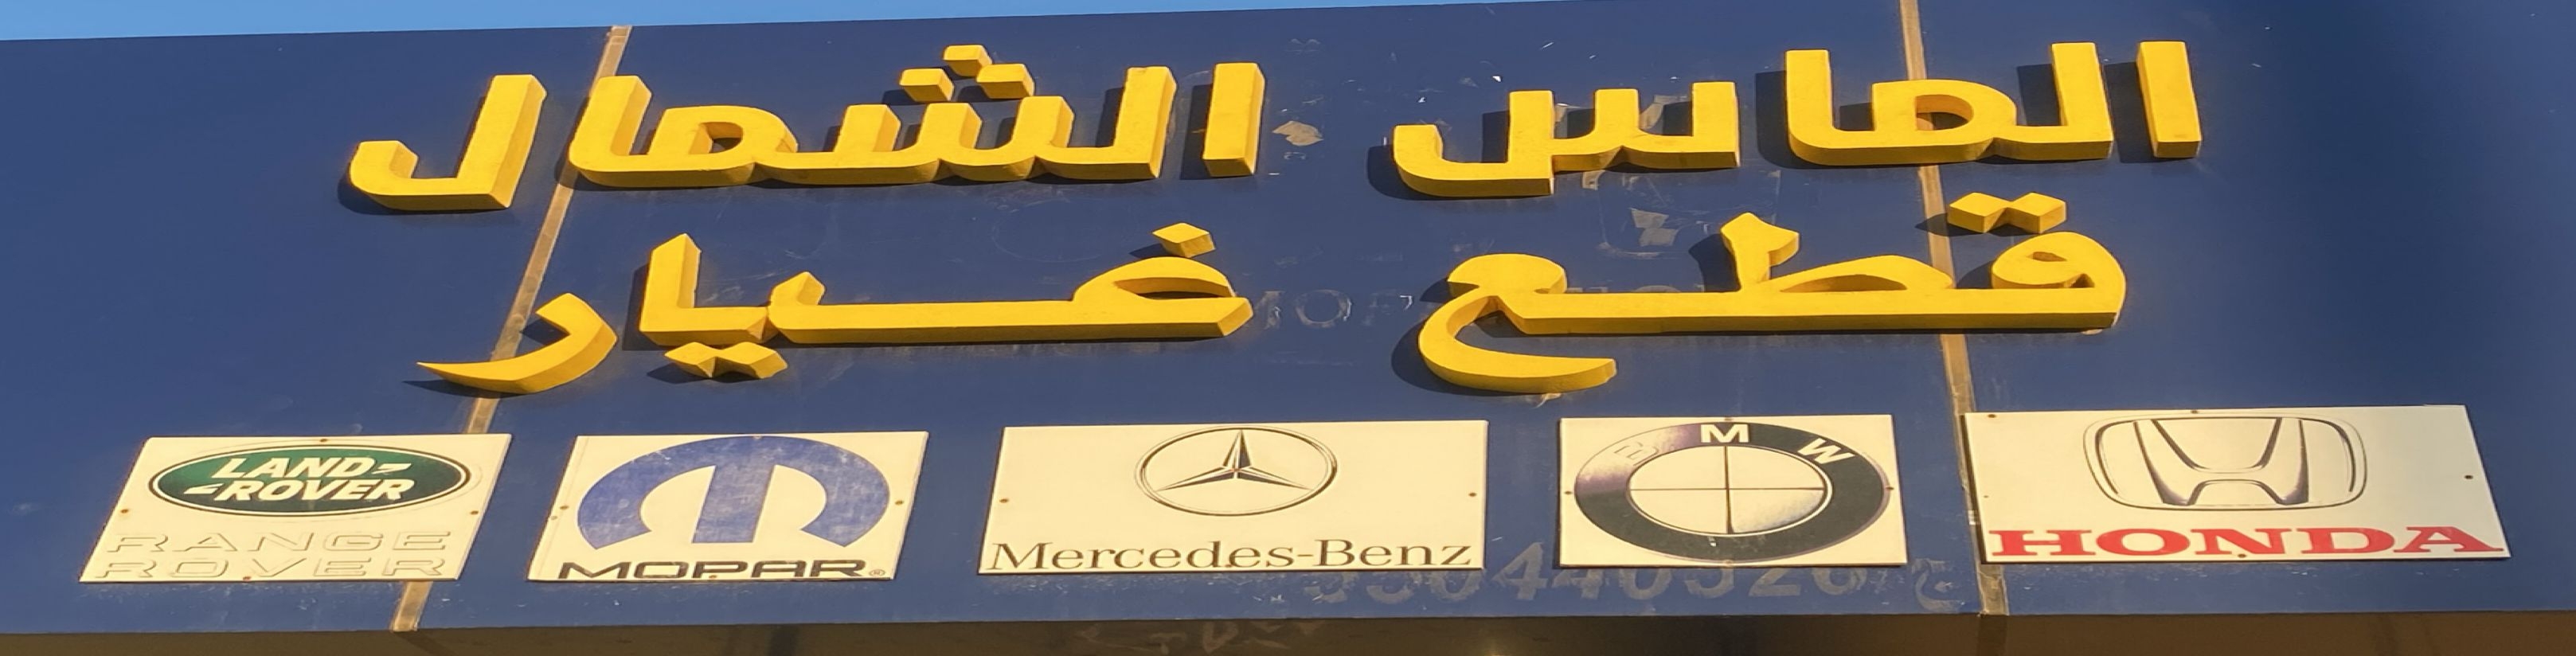 الماس الشمال
قطع غيار
LAND ROVER
RANGE ROVER
MOPAR
Mercedes-Benz
BMW
HONDA